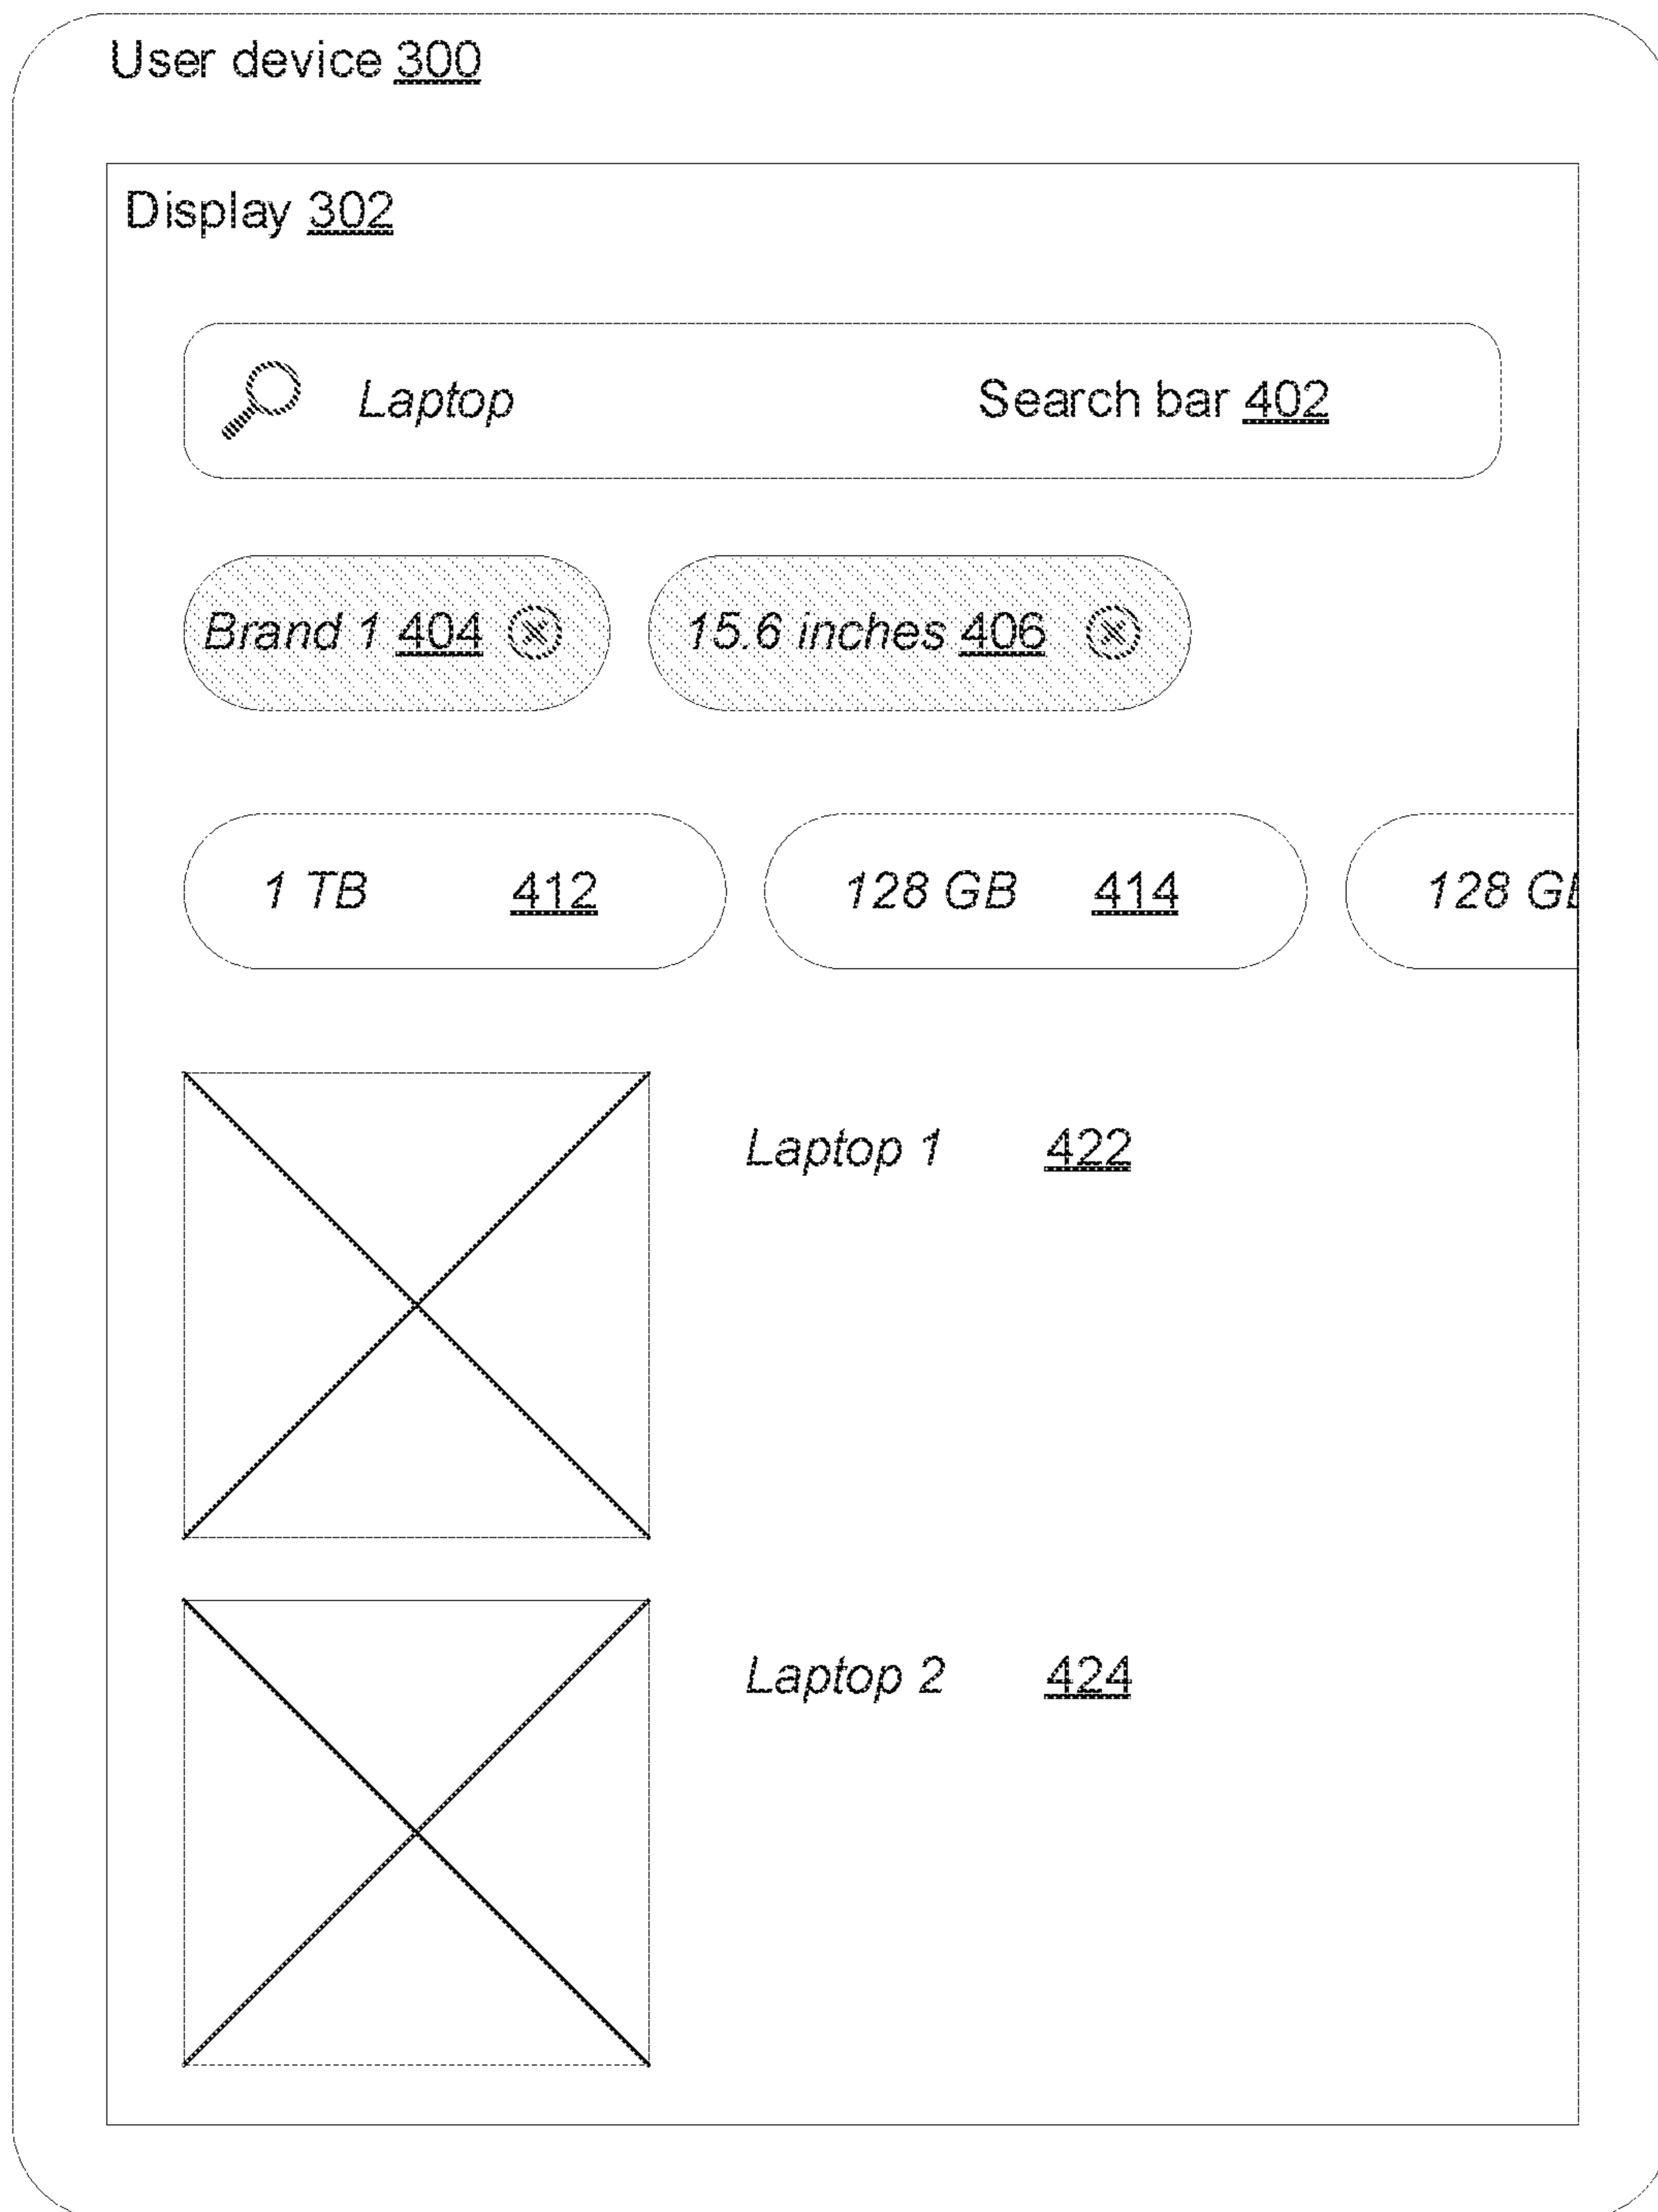 User device 300
Display 302
Laptop Search bar 402
Brand 1 404 15.6 inches 406
1 TB 412 128 GB 414 128
Laptop 1 422
Laptop 2 424